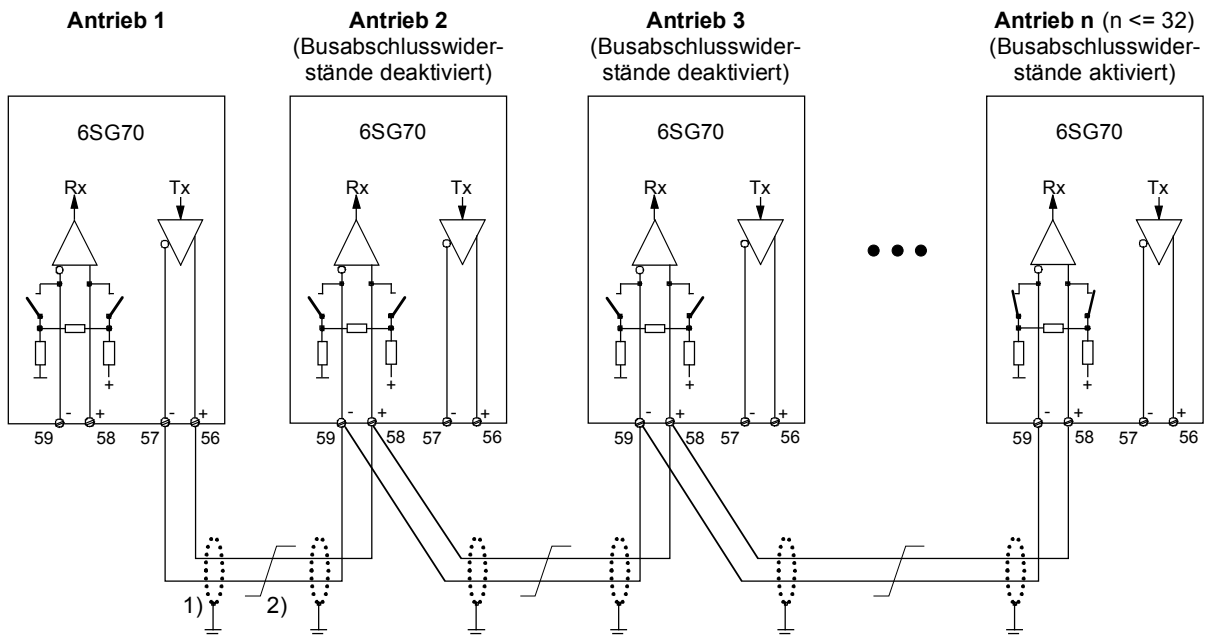 Antrieb 1
Antrieb 2
(Busabschlusswider-
stände deaktiviert)
Antrieb 3
(Busabschlusswider-
stände deaktiviert)
Antrieb n (n <= 32)
(Busabschlusswider-
stände aktiviert)
6SG70
6SG70
6SG70
6SG70
Rx Tx
Rx Tx
Rx Tx
Rx Tx
+
+
+
+
- + - +
- + - +
- + - +
- + - +
59 58 57 56
59 58 57 56
59 58 57 56
59 58 57 56
1) 2)